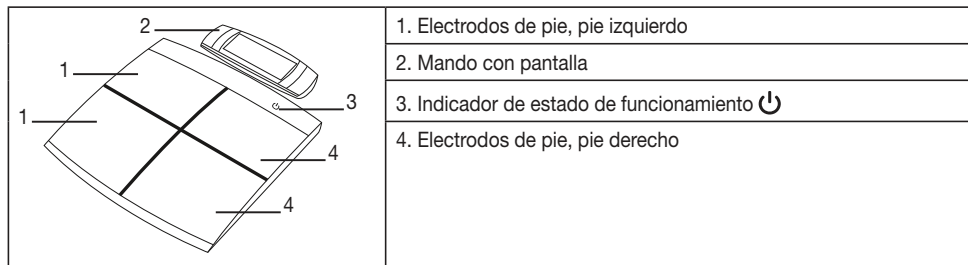 2
1
1
3
4
4
1. Electrodos de pie, pie izquierdo
2. Mando con pantalla
3. Indicador de estado de funcionamiento
4. Electrodos de pie, pie derecho